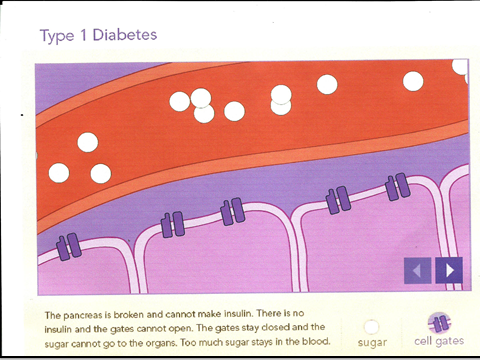 Type 1 Diabetes
The pancreas is broken and cannot make insulin. There is no
insulin and the gates cannot open. The gates stay closed and the
sugar cannot go to the organs. Too much sugar stays in the blood.
sugar
cell gates